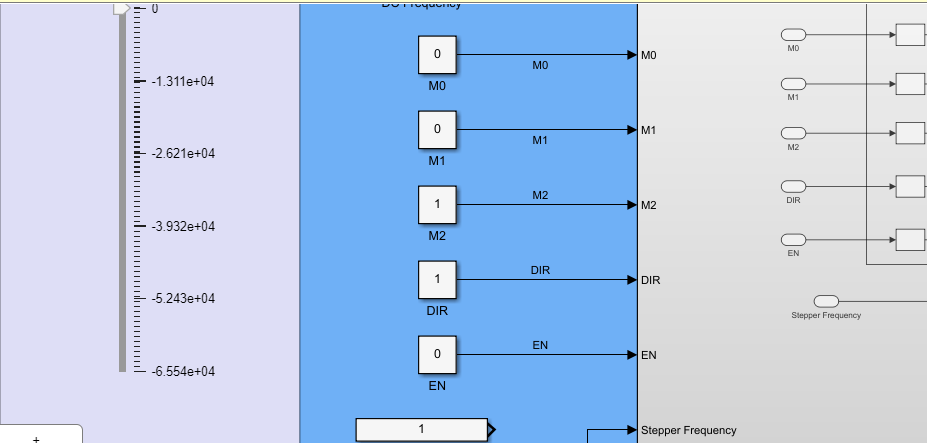 DC Frequency
0
-1.311e+04
-2.621e+04
-3.932e+04
-5.243e+04
-6.554e+04
+
0
M0
M0
M0
0
M1
M1
M1
1
M2
M2
M2
1
DIR
DIR
DIR
0
EN
EN
EN
1
Stepper Frequency
M0
M1
M2
DIR
EN
Stepper Frequency